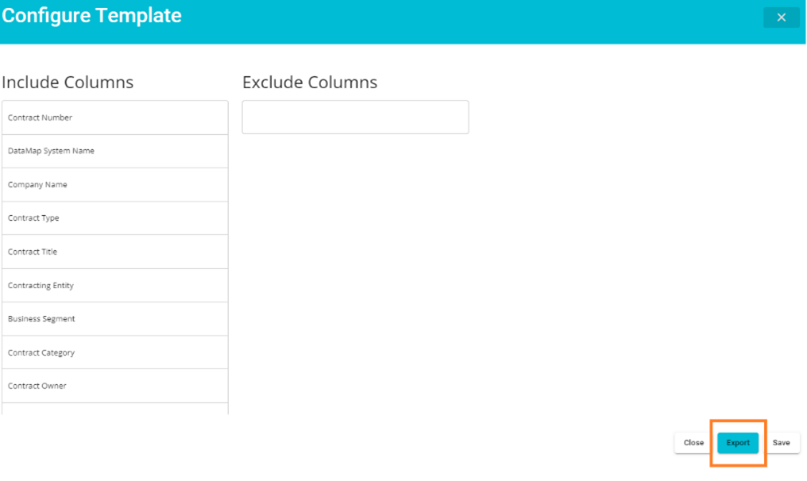 Configure Template
Include Columns
Exclude Columns
Contract Number
DataMap System Name
Company Name
Contract Type
Contract Title
Contracting Entity
Business Segment
Contract Category
Contract Owner
Close
Export
Save